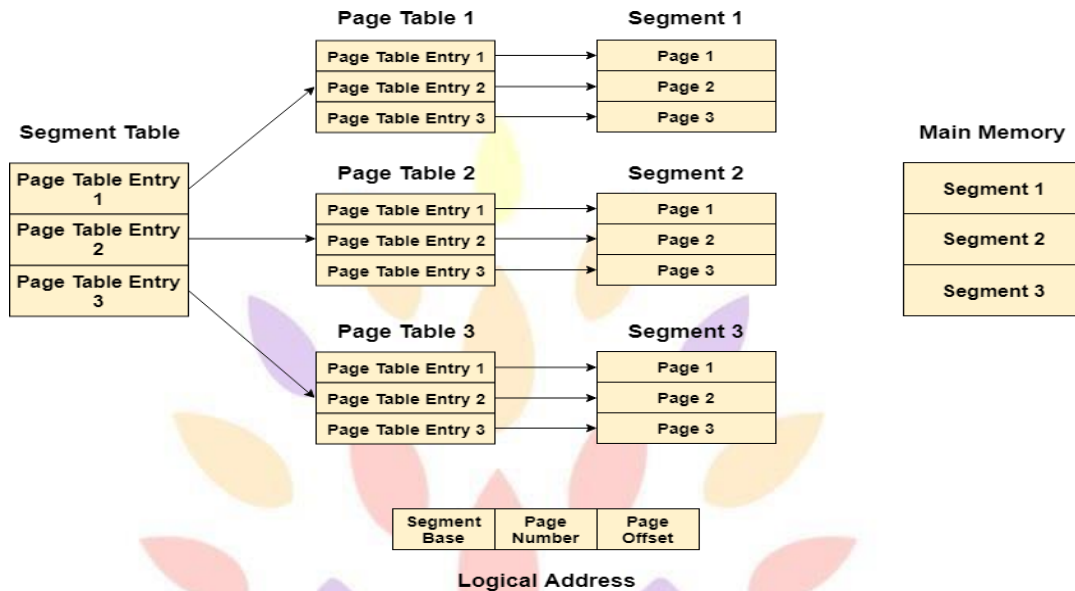 Page Table 1
Segment 1
Page Table Entry 1
Page 1
Page Table Entry 2
Page 2
Page Table Entry 3
Page 3
Segment Table
Page Table Entry
1
Page Table Entry
2
Page Table Entry
3
Page Table 2
Segment 2
Page Table Entry 1
Page 1
Page Table Entry 2
Page 2
Page Table Entry 3
Page 3
Main Memory
Segment 1
Segment 2
Segment 3
Page Table 3
Segment 3
Page Table Entry 1
Page 1
Page Table Entry 2
Page 2
Page Table Entry 3
Page 3
Segment
Base
Page
Number
Page
Offset
Logical Address